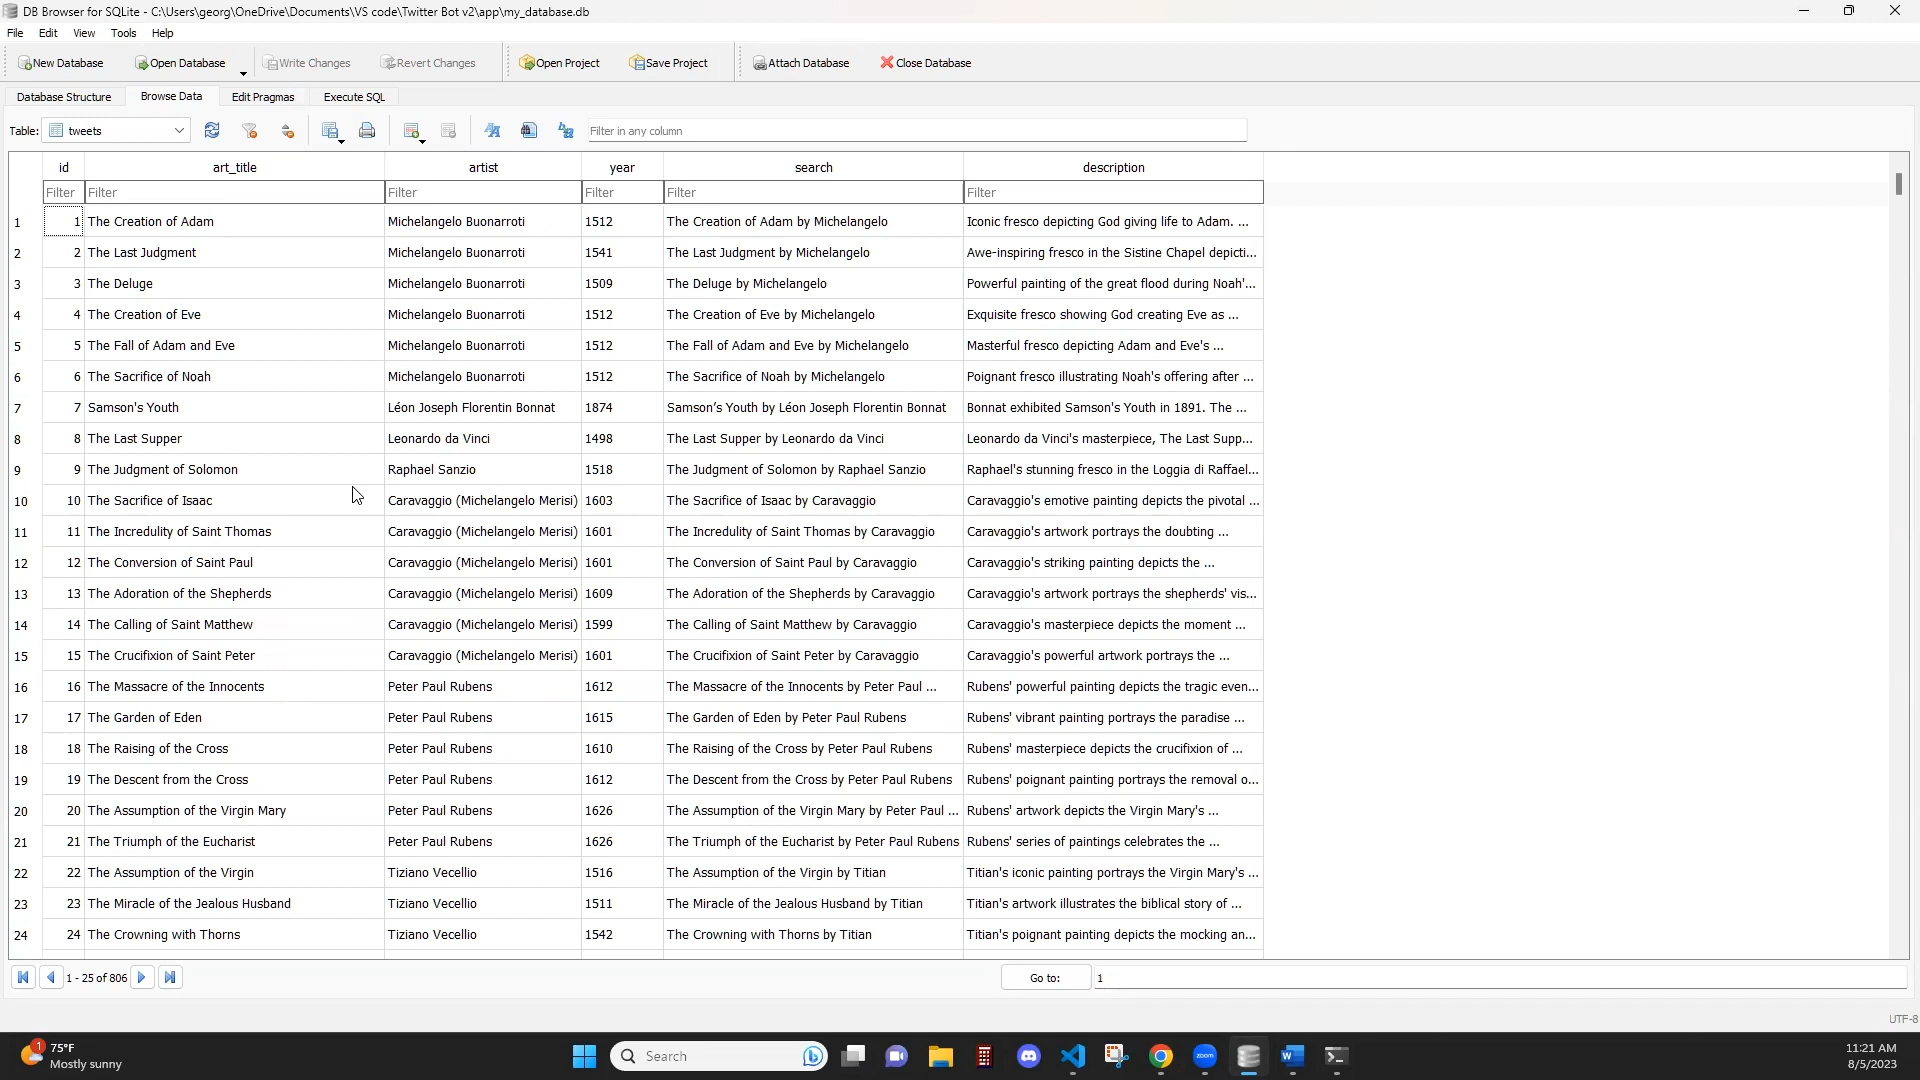 DB Browser for SQLite - C:\Users\georg\OneDrive\Documents\VS code\Twitter Bot v2\app\my_database.db
File Edit View Tools Help
New Database Open Database Write Changes Revert Changes Open Project Save Project Attach Database Close Database
Database Structure Browse Data Edit Pragmas Execute SQL
Table: tweets Filter in any column
id art_title artist year search description
Filter Filter Filter Filter Filter Filter
1 1 The Creation of Adam Michelangelo Buonarroti 1512 The Creation of Adam by Michelangelo Iconic fresco depicting God giving life to Adam. ...
2 2 The Last Judgment Michelangelo Buonarroti 1541 The Last Judgment by Michelangelo Awe-inspiring fresco in the Sistine Chapel depicti...
3 3 The Deluge Michelangelo Buonarroti 1509 The Deluge by Michelangelo Powerful painting of the great flood during Noah'...
4 4 The Creation of Eve Michelangelo Buonarroti 1512 The Creation of Eve by Michelangelo Exquisite fresco showing God creating Eve as ...
5 5 The Fall of Adam and Eve Michelangelo Buonarroti 1512 The Fall of Adam and Eve by Michelangelo Masterful fresco depicting Adam and Eve's ...
6 6 The Sacrifice of Noah Michelangelo Buonarroti 1512 The Sacrifice of Noah by Michelangelo Poignant fresco illustrating Noah's offering after ...
7 7 Samson's Youth Léon Joseph Florentin Bonnat 1874 Samson’s Youth by Léon Joseph Florentin Bonnat Bonnat exhibited Samson's Youth in 1891. The ...
8 8 The Last Supper Leonardo da Vinci 1498 The Last Supper by Leonardo da Vinci Leonardo da Vinci's masterpiece, The Last Supp...
9 9 The Judgment of Solomon Raphael Sanzio 1518 The Judgment of Solomon by Raphael Sanzio Raphael's stunning fresco in the Loggia di Raffael...
10 10 The Sacrifice of Isaac Caravaggio (Michelangelo Merisi) 1603 The Sacrifice of Isaac by Caravaggio Caravaggio's emotive painting depicts the pivotal ...
11 11 The Incredulity of Saint Thomas Caravaggio (Michelangelo Merisi) 1601 The Incredulity of Saint Thomas by Caravaggio Caravaggio's artwork portrays the doubting ...
12 12 The Conversion of Saint Paul Caravaggio (Michelangelo Merisi) 1601 The Conversion of Saint Paul by Caravaggio Caravaggio's striking painting depicts the ...
13 13 The Adoration of the Shepherds Caravaggio (Michelangelo Merisi) 1609 The Adoration of the Shepherds by Caravaggio Caravaggio's artwork portrays the shepherds' vis...
14 14 The Calling of Saint Matthew Caravaggio (Michelangelo Merisi) 1599 The Calling of Saint Matthew by Caravaggio Caravaggio's masterpiece depicts the moment ...
15 15 The Crucifixion of Saint Peter Caravaggio (Michelangelo Merisi) 1601 The Crucifixion of Saint Peter by Caravaggio Caravaggio's powerful artwork portrays the ...
16 16 The Massacre of the Innocents Peter Paul Rubens 1612 The Massacre of the Innocents by Peter Paul ... Rubens' powerful painting depicts the tragic even...
17 17 The Garden of Eden Peter Paul Rubens 1615 The Garden of Eden by Peter Paul Rubens Rubens' vibrant painting portrays the paradise ...
18 18 The Raising of the Cross Peter Paul Rubens 1610 The Raising of the Cross by Peter Paul Rubens Rubens' masterpiece depicts the crucifixion of ...
19 19 The Descent from the Cross Peter Paul Rubens 1612 The Descent from the Cross by Peter Paul Rubens Rubens' poignant painting portrays the removal o...
20 20 The Assumption of the Virgin Mary Peter Paul Rubens 1626 The Assumption of the Virgin Mary by Peter Paul ... Rubens' artwork depicts the Virgin Mary's ...
21 21 The Triumph of the Eucharist Peter Paul Rubens 1626 The Triumph of the Eucharist by Peter Paul Rubens Rubens' series of paintings celebrates the ...
22 22 The Assumption of the Virgin Tiziano Vecellio 1516 The Assumption of the Virgin by Titian Titian's iconic painting portrays the Virgin Mary's ...
23 23 The Miracle of the Jealous Husband Tiziano Vecellio 1511 The Miracle of the Jealous Husband by Titian Titian's artwork illustrates the biblical story of ...
24 24 The Crowning with Thorns Tiziano Vecellio 1542 The Crowning with Thorns by Titian Titian's poignant painting depicts the mocking an...
1 - 25 of 806 Go to: 1
UTF-8
1 75°F
Mostly sunny
Search
zoom
W
11:21 AM
8/5/2023